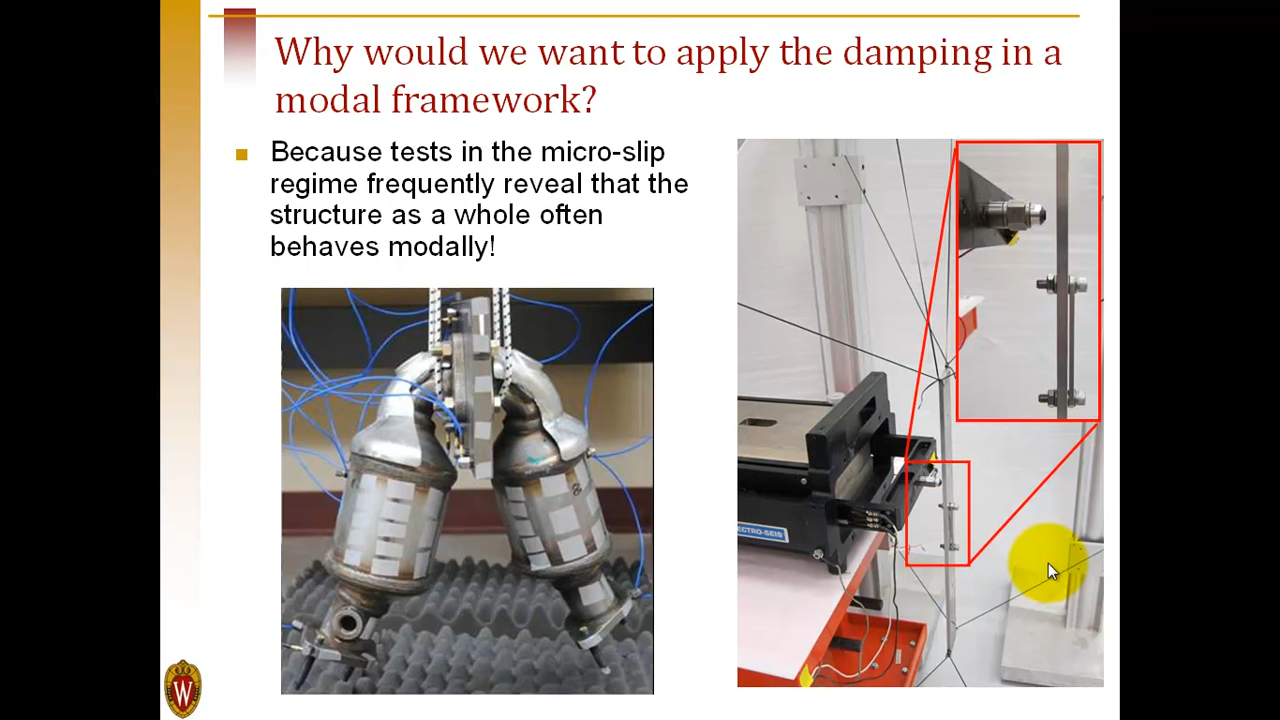 Why would we want to apply the damping in a
modal framework?
Because tests in the micro-slip
regime frequently reveal that the
structure as a whole often
behaves modally!
ECTRO-SEIS
W